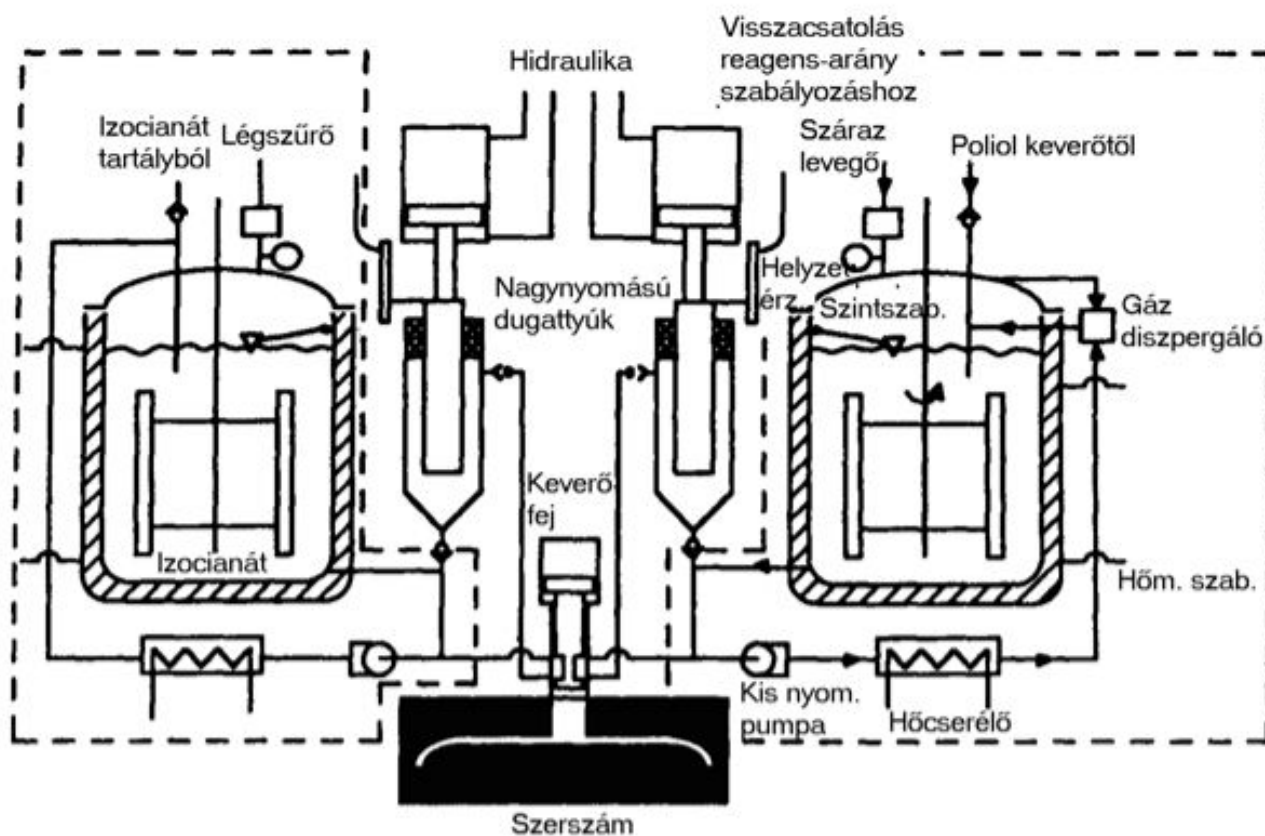 Visszacsatolás
reagens-arány
szabályozáshoz
Hidraulika
Izocianát
tartályból
Légszűrő
Száraz
levegő
Poliol keverőtől
Nagynyomású
dugattyúk
Helyzet
érz.
Szintszab.
Gáz
diszpergáló
Keverő
fej
Izocianát
Hőm. szab.
Kis nyom.
pumpa
Hőcserélő
Szerszám